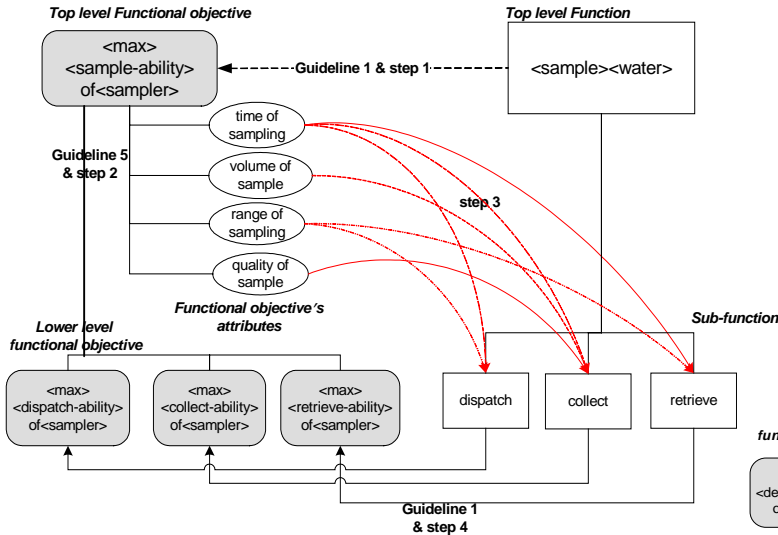 Top level Functional objective
Top level Function
<max>
<sample-ability>
of<sampler>
Guideline 1 & step 1
<sample><water>
time of
sampling
Guideline 5
& step 2
volume of
sample
step 3
range of
sampling
quality of
sample
Functional objective's
attributes
Sub-function
Lower level
functional objective
<max>
<dispatch-ability>
of<sampler>
<max>
<collect-ability>
of<sampler>
<max>
<retrieve-ability>
of<sampler>
dispatch
collect
retrieve
fun
<de
o
Guideline 1
& step 4